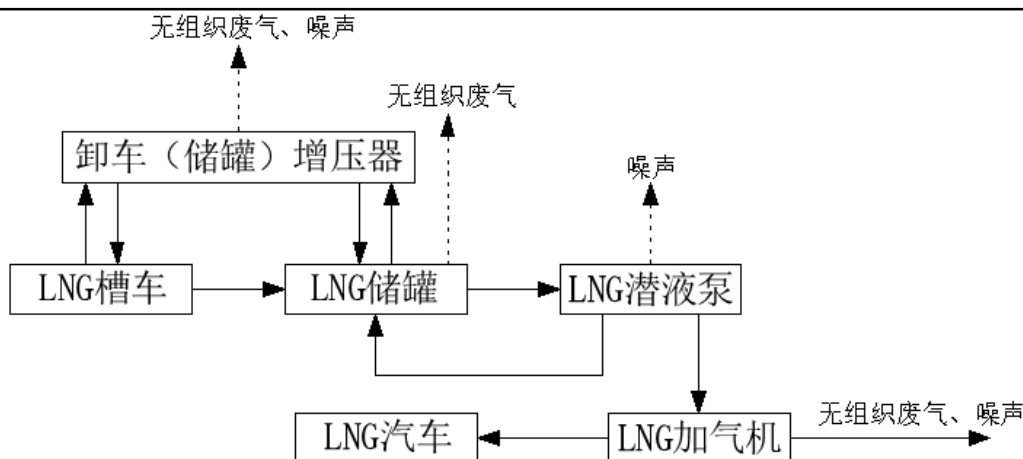 无组织废气、噪声
无组织废气
卸车（储罐）增压器
噪声
LNG槽车
LNG储罐
LNG潜液泵
无组织废气、噪声
LNG汽车
LNG加气机